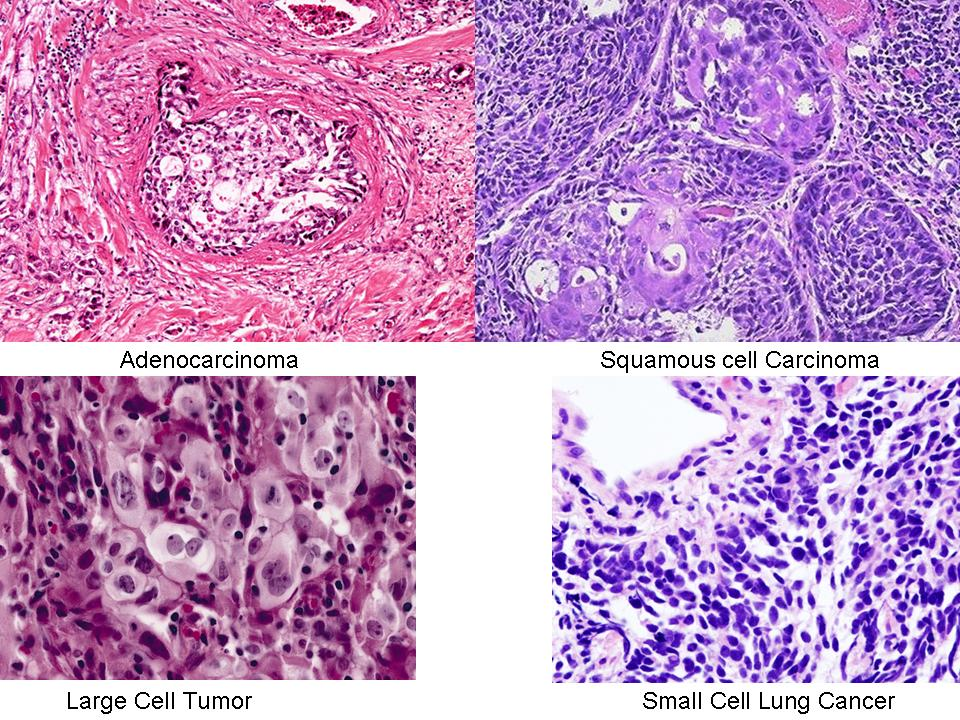 Adenocarcinoma
Squamous cell Carcinoma
Large Cell Tumor
Small Cell Lung Cancer